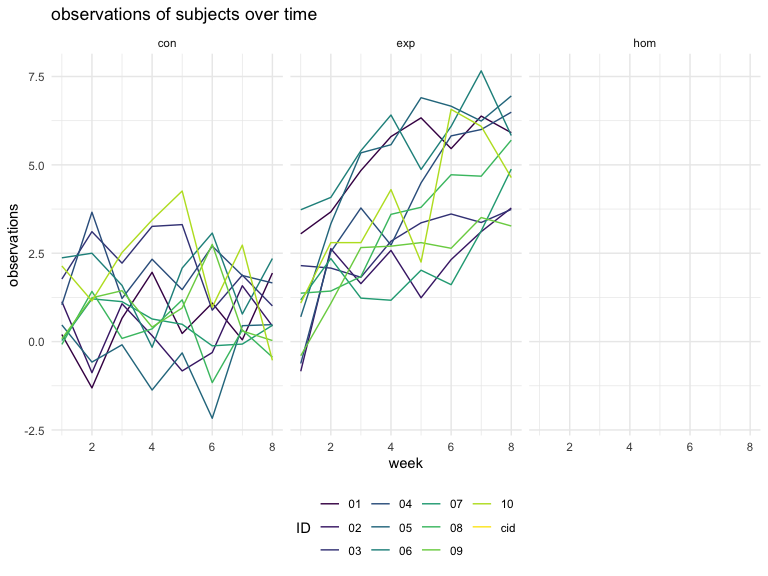 observations of subjects over time
con exp hom
7.5
5.0
2.5
0.0
-2.5
observations
2 4 6 8 2 4 6 8 2 4 6 8
week
ID
01 04 07 10
02 05 08 cid
03 06 09